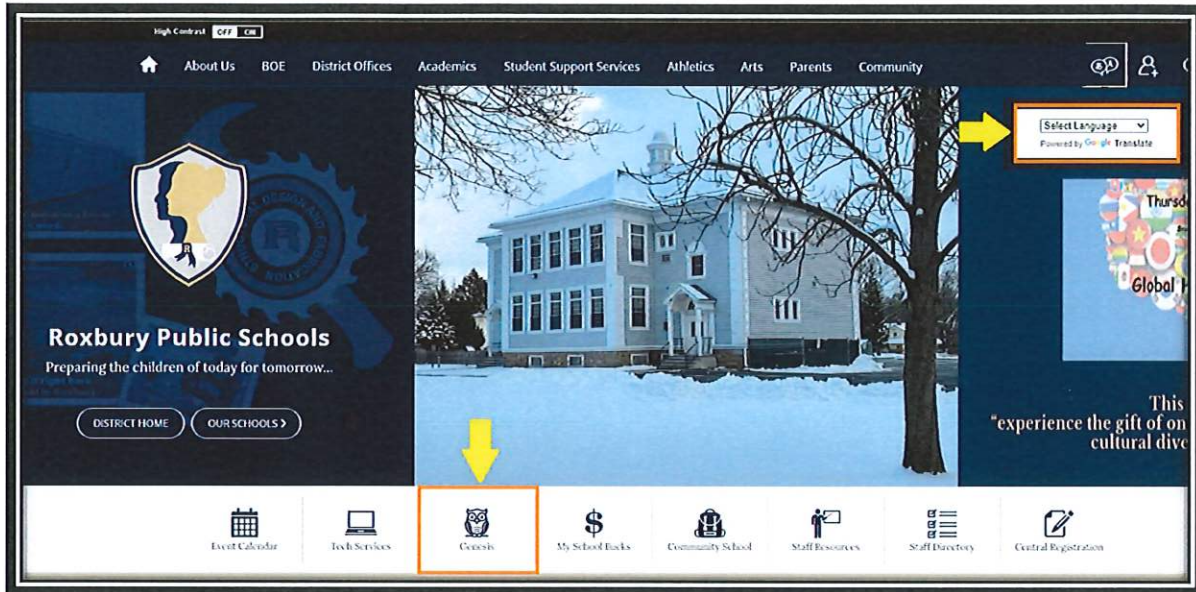 High Contrast OFF ON
About Us BOE District Offices Academics Student Support Services Athletics Arts Parents Community
Select Language
Powered by Google Translate
DESIGN AND
EDUCATION
R
Thursd
Global H
Roxbury Public Schools
Preparing the children of today for tomorrow...
DISTRICT HOME OUR SCHOOLS >
This
"experience the gift of on
cultural dive
Event Calendar Tech Services Genesis My School Bucks Community School Staff Resources Staff Directory Central Registration